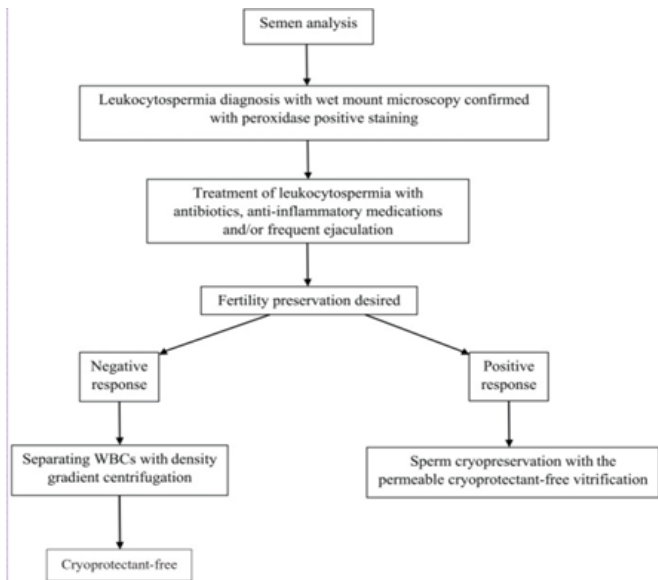 Semen analysis
Leukocytospermia diagnosis with wet mount microscopy confirmed
with peroxidase positive staining
Treatment of leukocytospermia with
antibiotics, anti-inflammatory medications
and/or frequent ejaculation
Fertility preservation desired
Negative
response
Positive
response
Separating WBCs with density
gradient centrifugation
Sperm cryopreservation with the
permeable cryoprotectant-free vitrification
Cryoprotectant-free